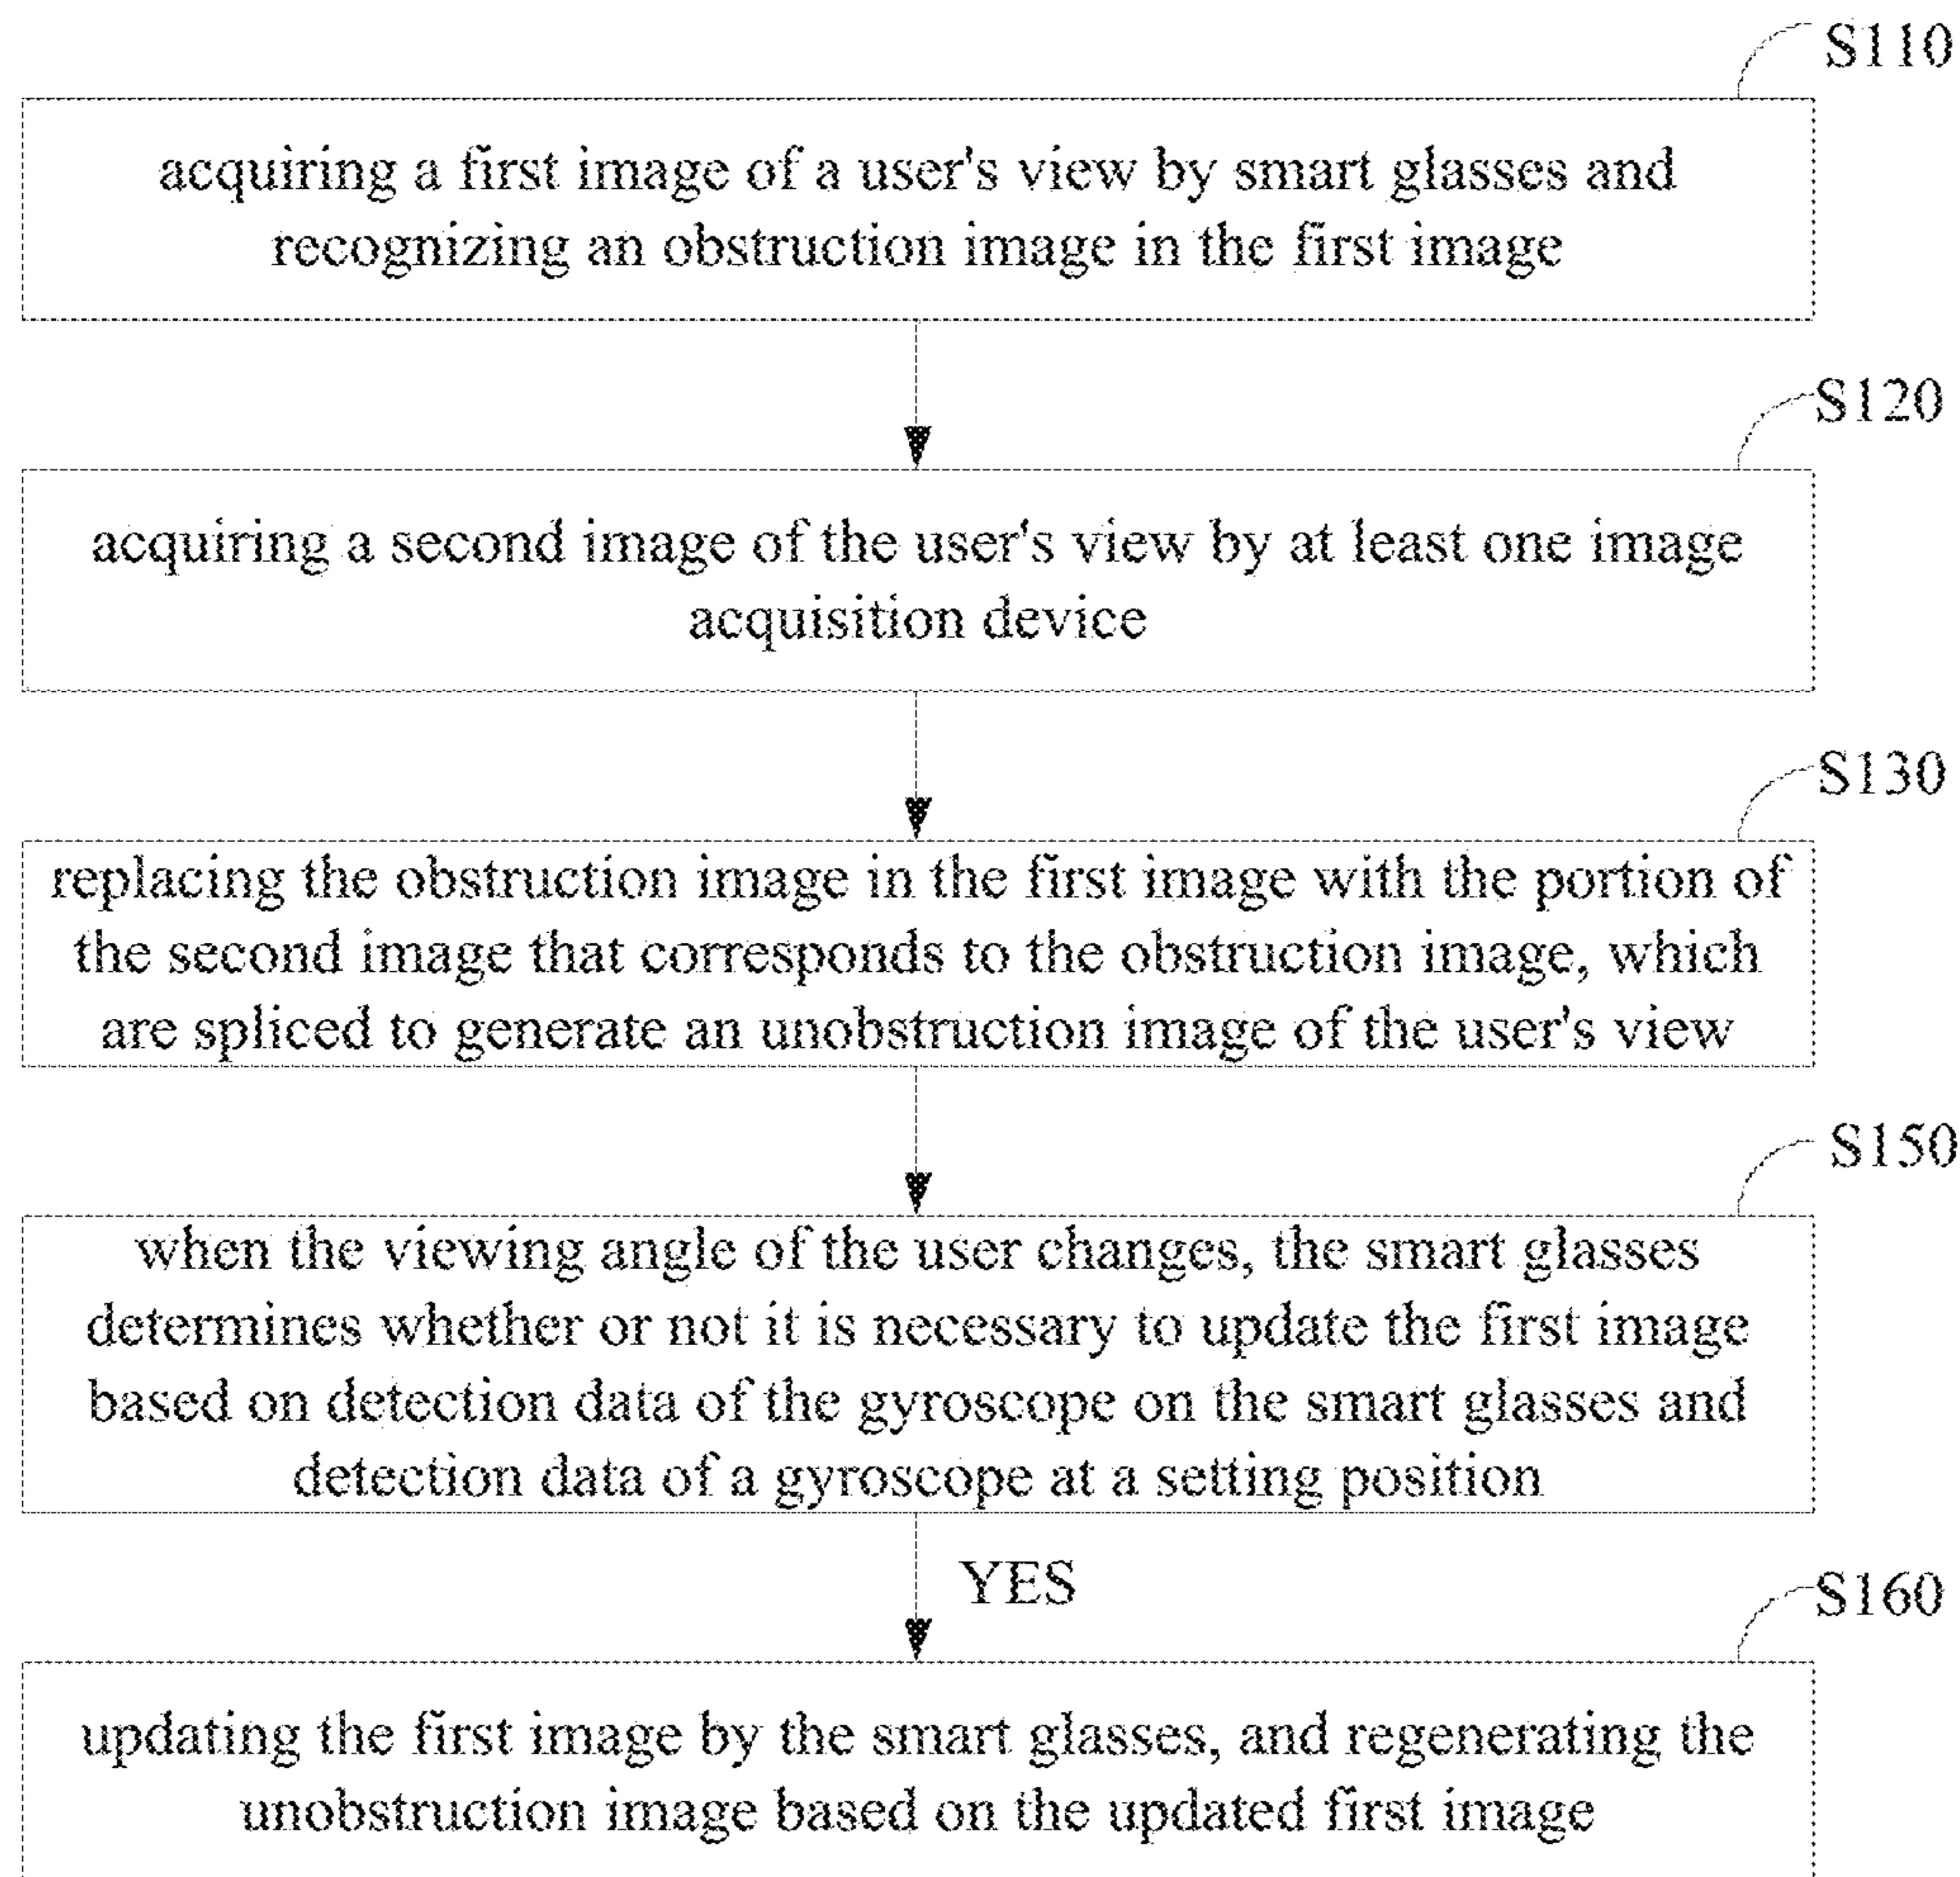 S110
acquiring a first image of a user's view by smart glasses and
recognizing an obstruction image in the first image
S120
acquiring a second image of the user's view by at least one image
acquisition device
S130
replacing the obstruction image in the first image with the portion of
the second image that corresponds to the obstruction image, which
are spliced to generate an unobstruction image of the user's view
S150
when the viewing angle of the user changes, the smart glasses
determines whether or not it is necessary to update the first image
based on detection data of the gyroscope on the smart glasses and
detection data of a gyroscope at a setting position
YES
S160
updating the first image by the smart glasses, and regenerating the
unobstruction image based on the updated first image